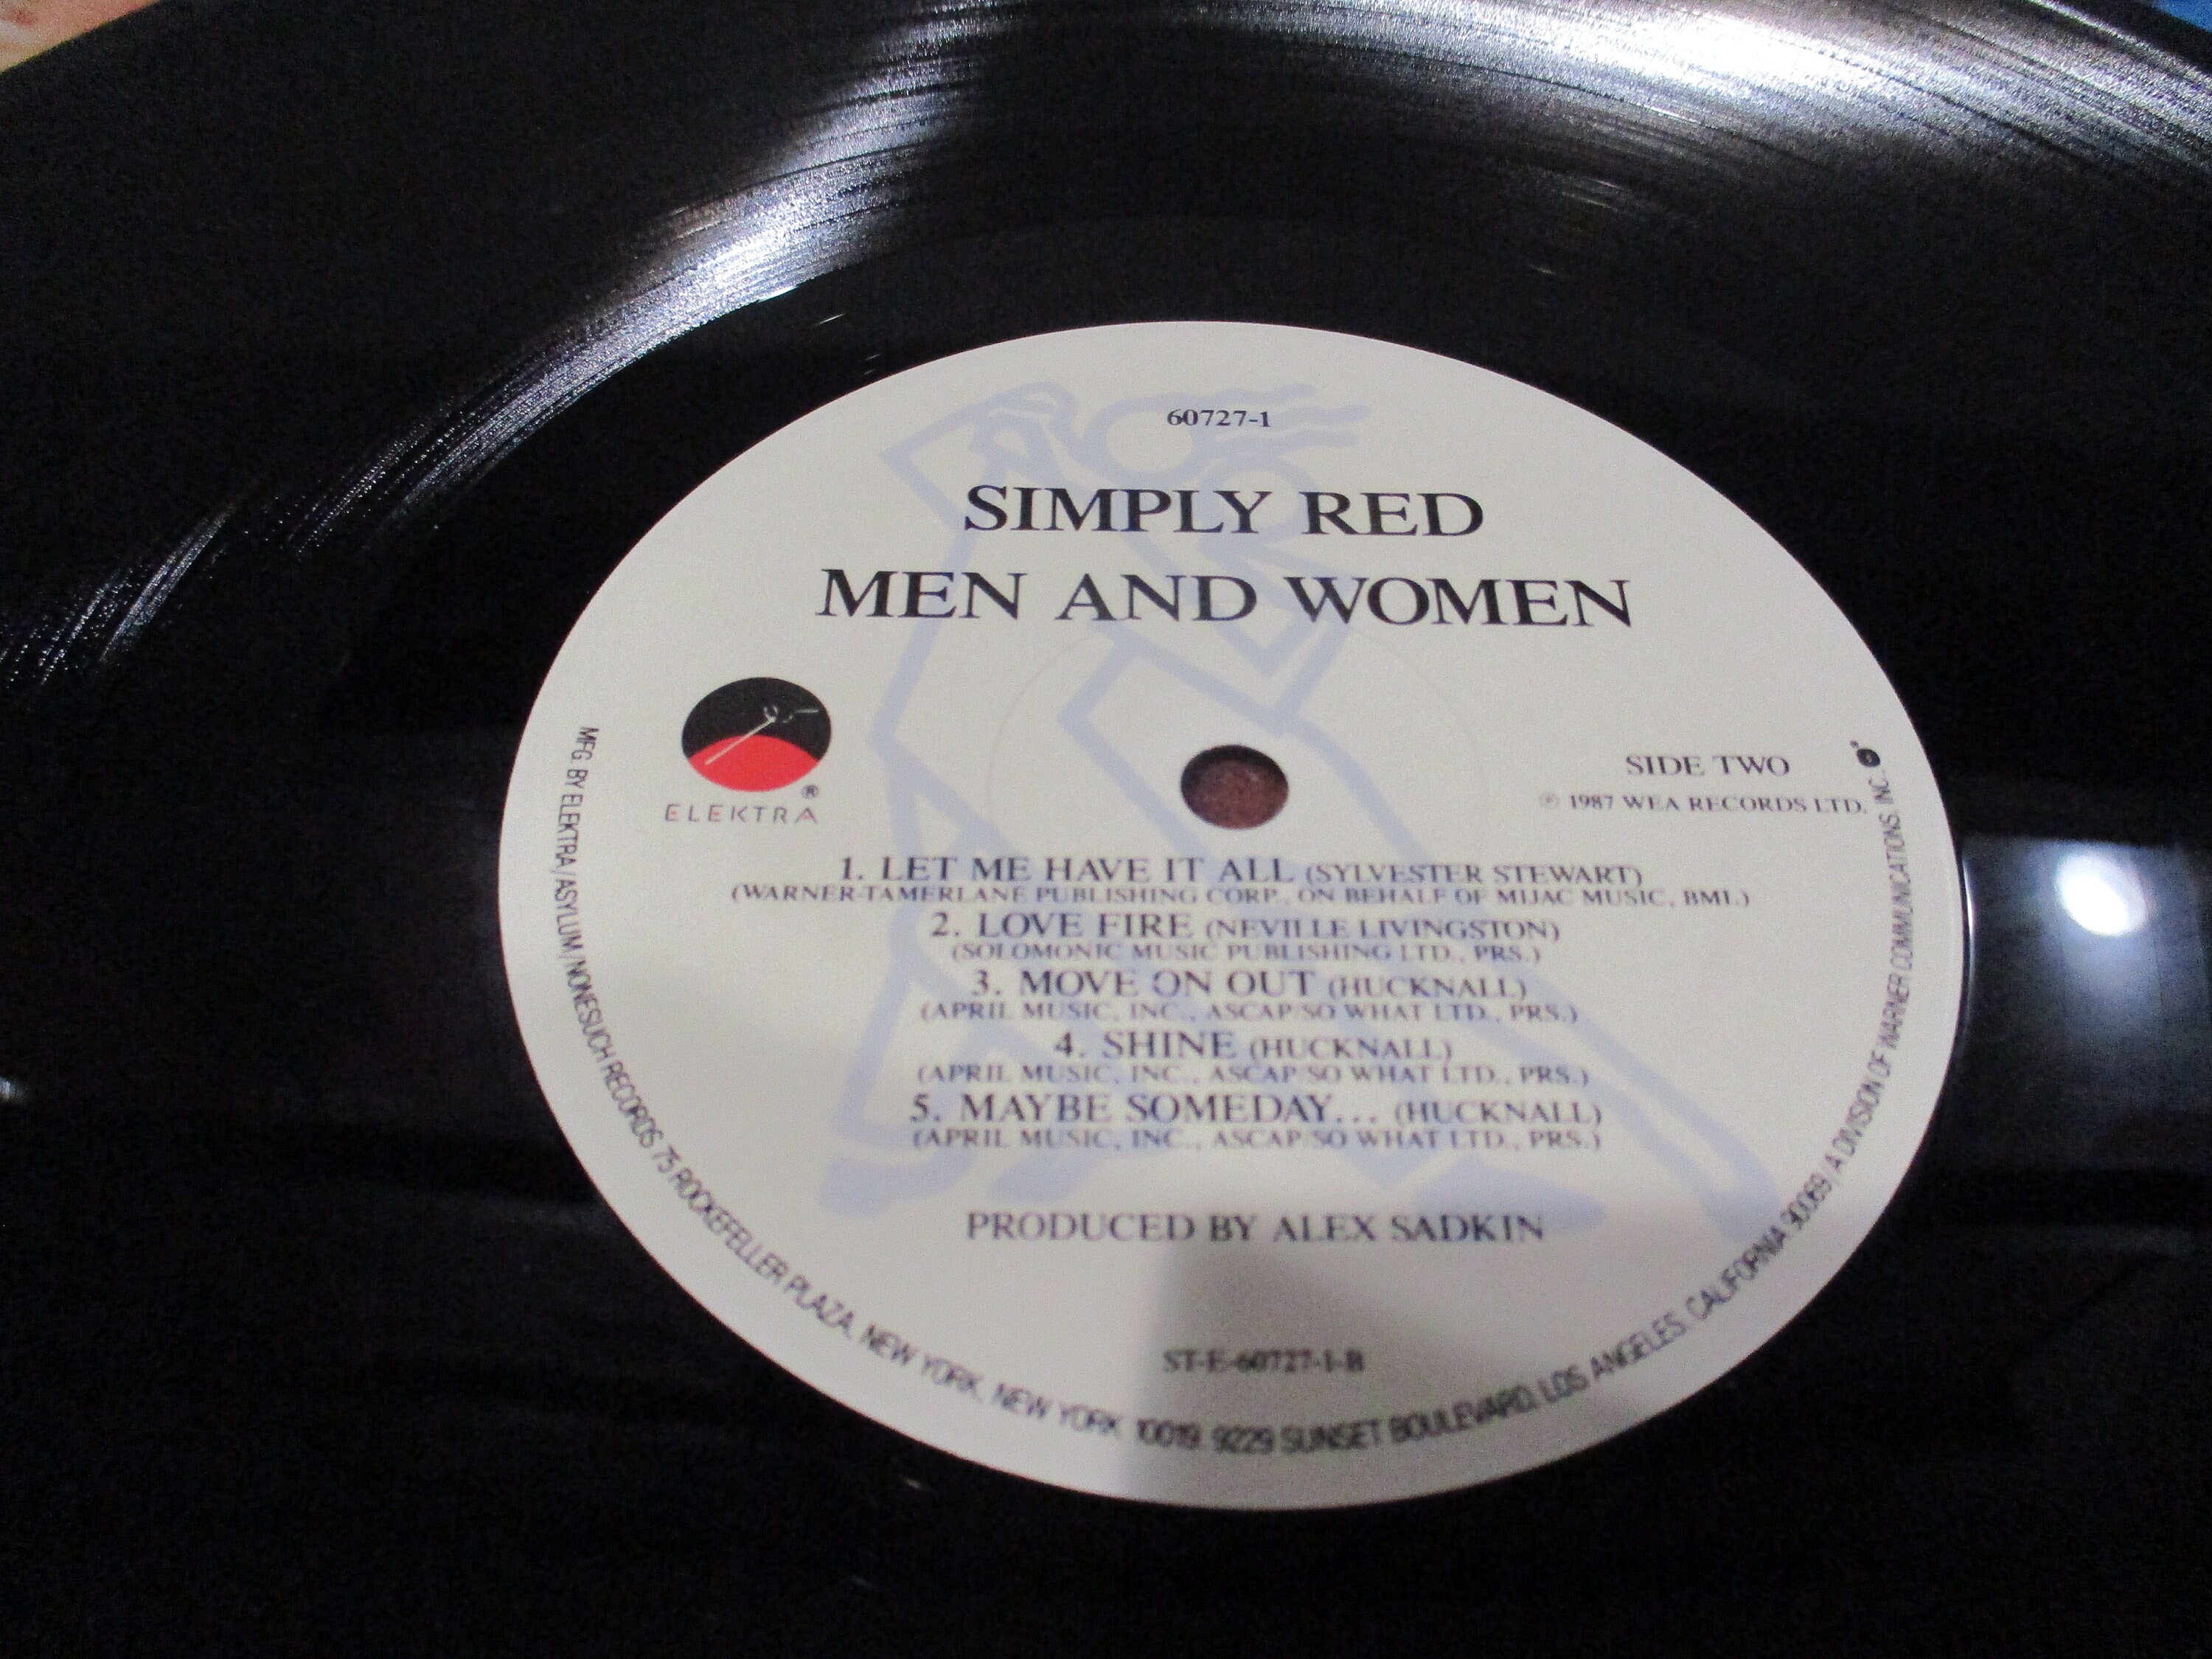 60727-1
SIMPLY RED
MEN AND WOMEN
ELEKTRA®
SIDE TWO
℗ 1987 WEA RECORDS LTD.
1. LET ME HAVE IT ALL (SYLVESTER STEWART)
(WARNER-TAMERLANE PUBLISHING CORP., ON BEHALF OF MIJAC MUSIC, BMI.)
2. LOVE FIRE (NEVILLE LIVINGSTON)
(SOLOMONIC MUSIC PUBLISHING LTD., PRS.)
3. MOVE ON OUT (HUCKNALL)
(APRIL MUSIC, INC., ASCAP/SO WHAT LTD., PRS.)
4. SHINE (HUCKNALL)
(APRIL MUSIC, INC., ASCAP/SO WHAT LTD., PRS.)
5. MAYBE SOMEDAY... (HUCKNALL)
(APRIL MUSIC, INC., ASCAP/SO WHAT LTD., PRS.)
PRODUCED BY ALEX SADKIN
ST-E-60727-1-B
MFG. BY ELEKTRA/ASYLUM/NONESUCH RECORDS, 75 ROCKEFELLER PLAZA, NEW YORK, NEW YORK 10019. 9229 SUNSET BOULEVARD, LOS ANGELES, CALIFORNIA 90069/A DIVISION OF WARNER COMMUNICATIONS, INC.